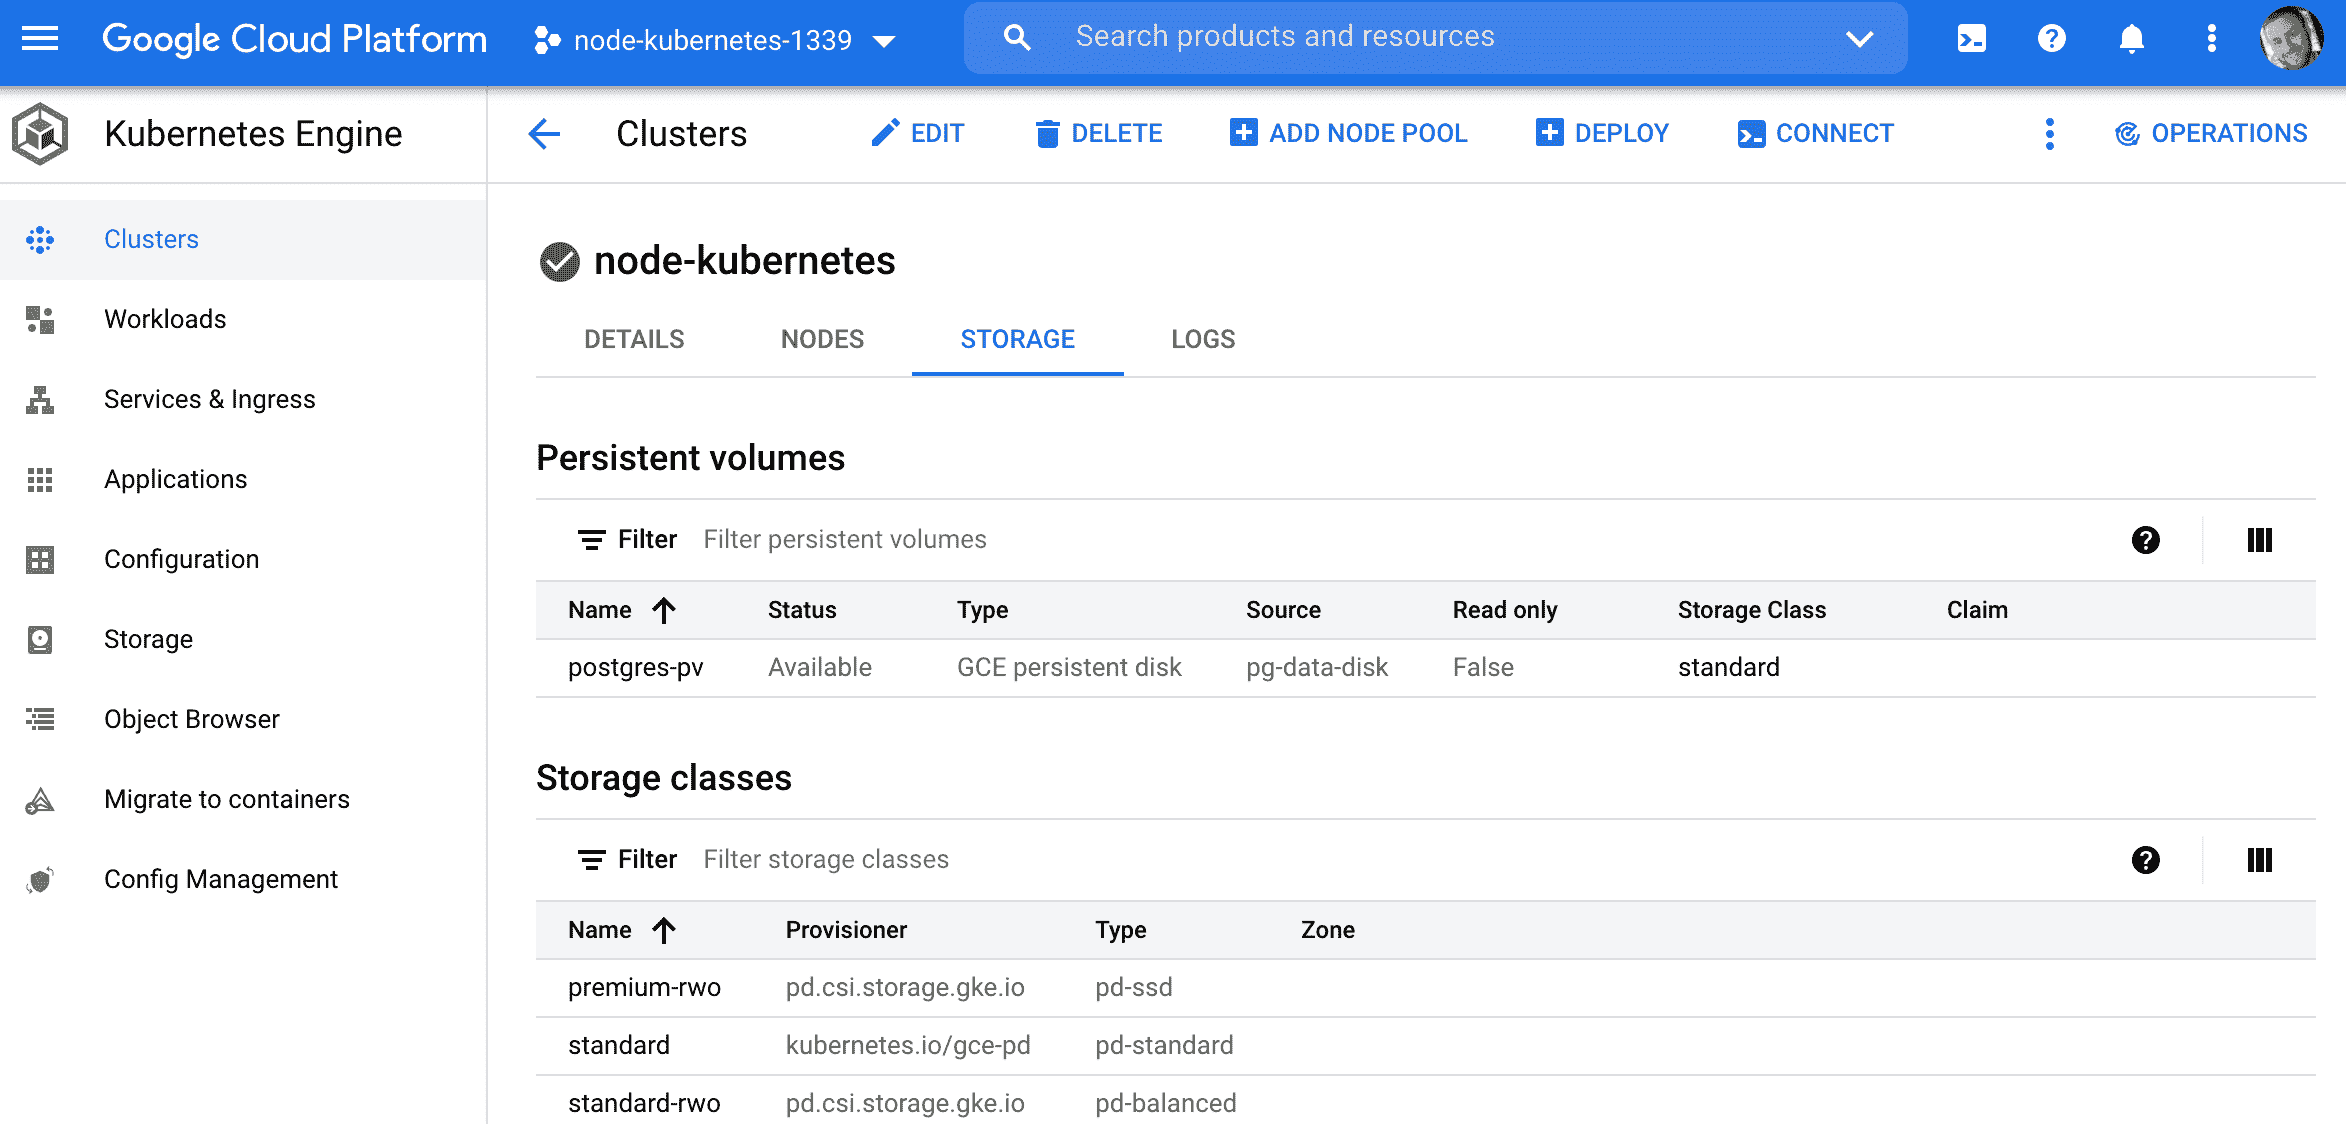 Google Cloud Platform node-kubernetes-1339 Search products and resources
Kubernetes Engine
Clusters EDIT DELETE ADD NODE POOL DEPLOY CONNECT OPERATIONS
Clusters
Workloads
Services & Ingress
Applications
Configuration
Storage
Object Browser
Migrate to containers
Config Management
node-kubernetes
DETAILS NODES STORAGE LOGS
Persistent volumes
Filter Filter persistent volumes
Name Status Type Source Read only Storage Class Claim
postgres-pv Available GCE persistent disk pg-data-disk False standard
Storage classes
Filter Filter storage classes
Name Provisioner Type Zone
premium-rwo pd.csi.storage.gke.io pd-ssd
standard kubernetes.io/gce-pd pd-standard
standard-rwo pd.csi.storage.gke.io pd-balanced